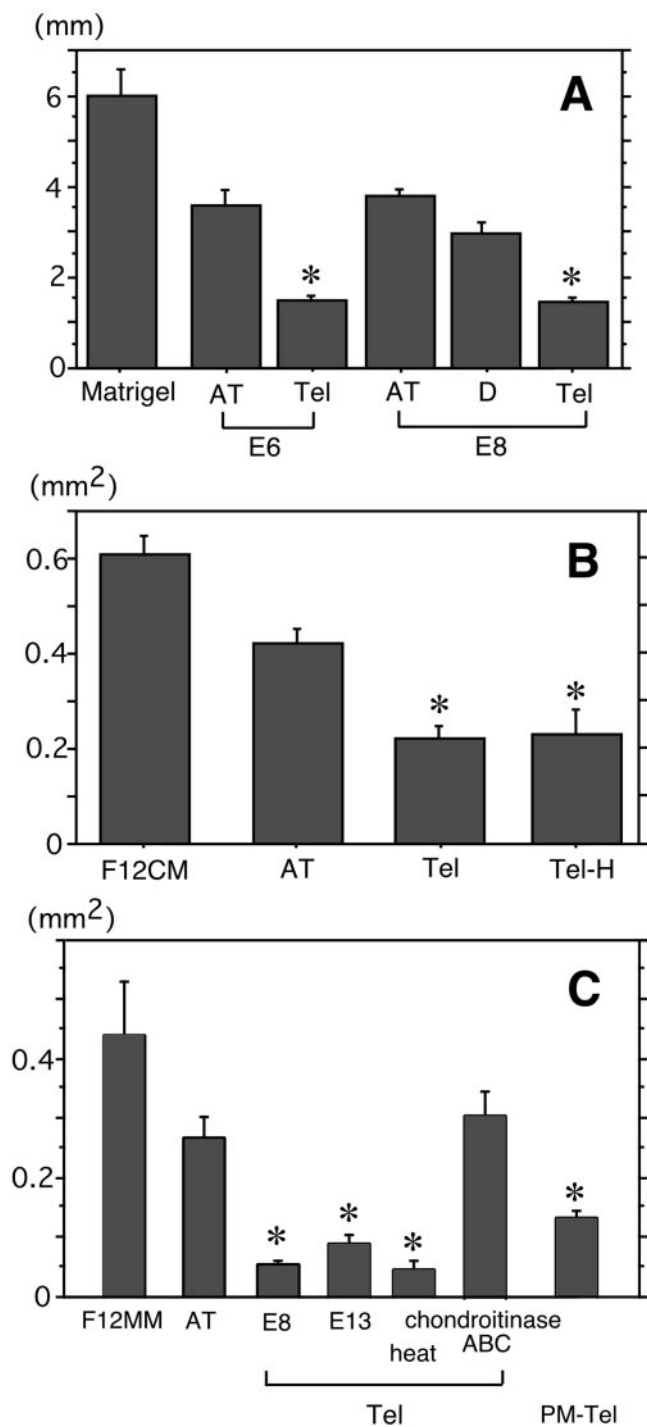 (mm)
A
6
4
2
0
Matrigel AT Tel AT D Tel
E6 E8
(mm2)
B
0.6
0.4
0.2
0
* *
F12CM AT Tel Tel-H
(mm2)
C
0.4
0.2
0
* * * *
F12MM AT E8 E13 heat chondroitinase
ABC
Tel PM-Tel